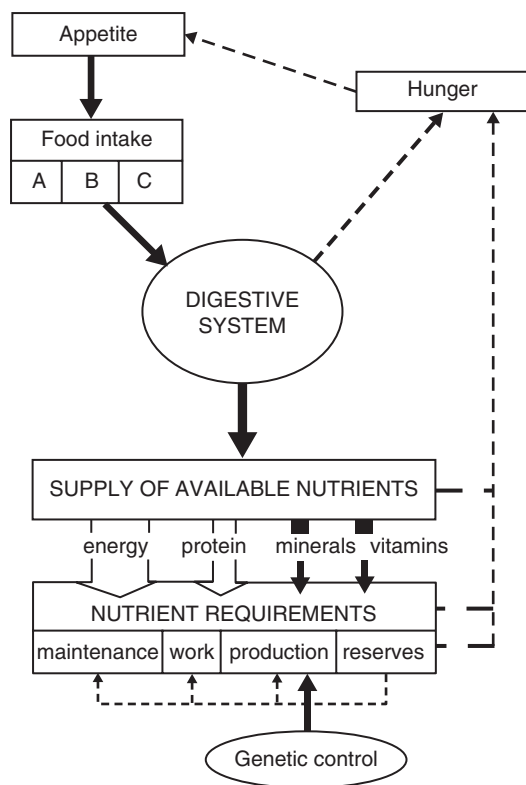 Appetite
Hunger
Food intake
A B C
DIGESTIVE
SYSTEM
SUPPLY OF AVAILABLE NUTRIENTS
energy protein minerals vitamins
NUTRIENT REQUIREMENTS
maintenance work production reserves
Genetic control